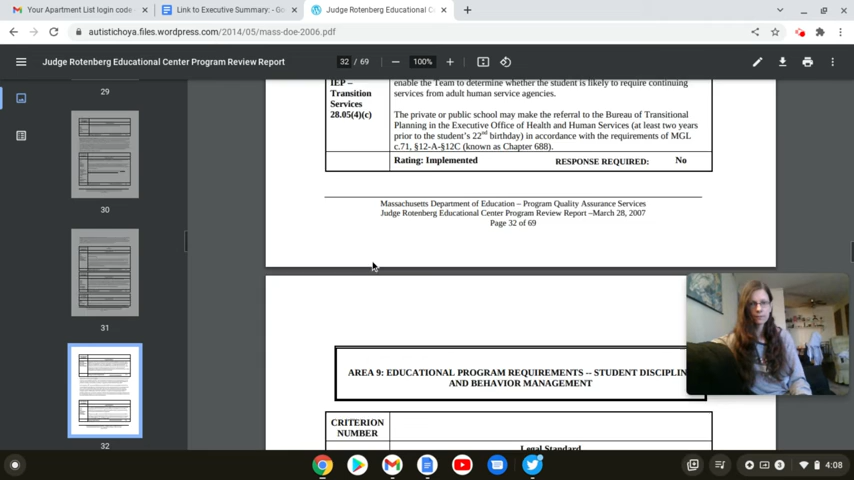 Your Apartment List login code -
Link to Executive Summary: - Go
Judge Rotenberg Educational C
autistichoya.files.wordpress.com/2014/05/mass-doe-2006.pdf
Judge Rotenberg Educational Center Program Review Report
32 / 69
100%
29
30
31
32
IEP –
Transition
Services
28.05(4)(c)
enable the Team to determine whether the student is likely to require continuing
services from adult human service agencies.
The private or public school may make the referral to the Bureau of Transitional
Planning in the Executive Office of Health and Human Services (at least two years
prior to the student's 22nd birthday) in accordance with the requirements of MGL
c.71, §12-A-§12C (known as Chapter 688).
Rating: Implemented RESPONSE REQUIRED: No
Massachusetts Department of Education – Program Quality Assurance Services
Judge Rotenberg Educational Center Program Review Report –March 28, 2007
Page 32 of 69
AREA 9: EDUCATIONAL PROGRAM REQUIREMENTS -- STUDENT DISCIPLIN
AND BEHAVIOR MANAGEMENT
CRITERION
NUMBER
Legal Standard
3
4:08